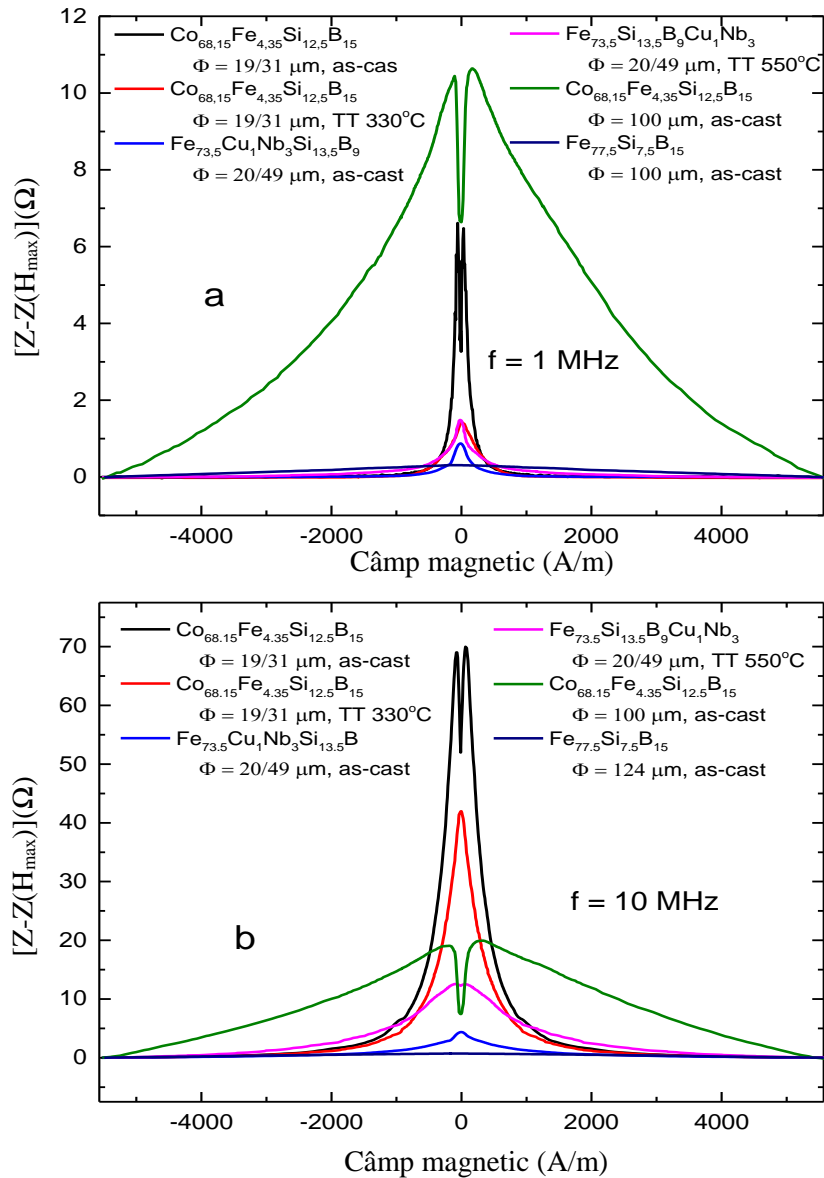 Co68,15Fe4,35Si12,5B15
Φ = 19/31 μm, as-cas
Co68,15Fe4,35Si12,5B15
Φ = 19/31 μm, TT 330°C
Fe73,5Cu1Nb3Si13,5B9
Φ = 20/49 μm, as-cast
Fe73,5Si13,5B9Cu1Nb3
Φ = 20/49 μm, TT 550°C
Co68,15Fe4,35Si12,5B15
Φ = 100 μm, as-cast
Fe77,5Si7,5B15
Φ = 100 μm, as-cast
[Z-Z(Hmax)](Ω)
12
10
8
6
4
2
0
a
f = 1 MHz
-4000 -2000 0 2000 4000
Câmp magnetic (A/m)
Co68.15Fe4.35Si12.5B15
Φ = 19/31 μm, as-cast
Co68.15Fe4.35Si12.5B15
Φ = 19/31 μm, TT 330°C
Fe73.5Cu1Nb3Si13.5B
Φ = 20/49 μm, as-cast
Fe73.5Si13.5B9Cu1Nb3
Φ = 20/49 μm, TT 550°C
Co68.15Fe4.35Si12.5B15
Φ = 100 μm, as-cast
Fe77.5Si7.5B15
Φ = 124 μm, as-cast
[Z-Z(Hmax)](Ω)
70
60
50
40
30
20
10
0
b
f = 10 MHz
-4000 -2000 0 2000 4000
Câmp magnetic (A/m)